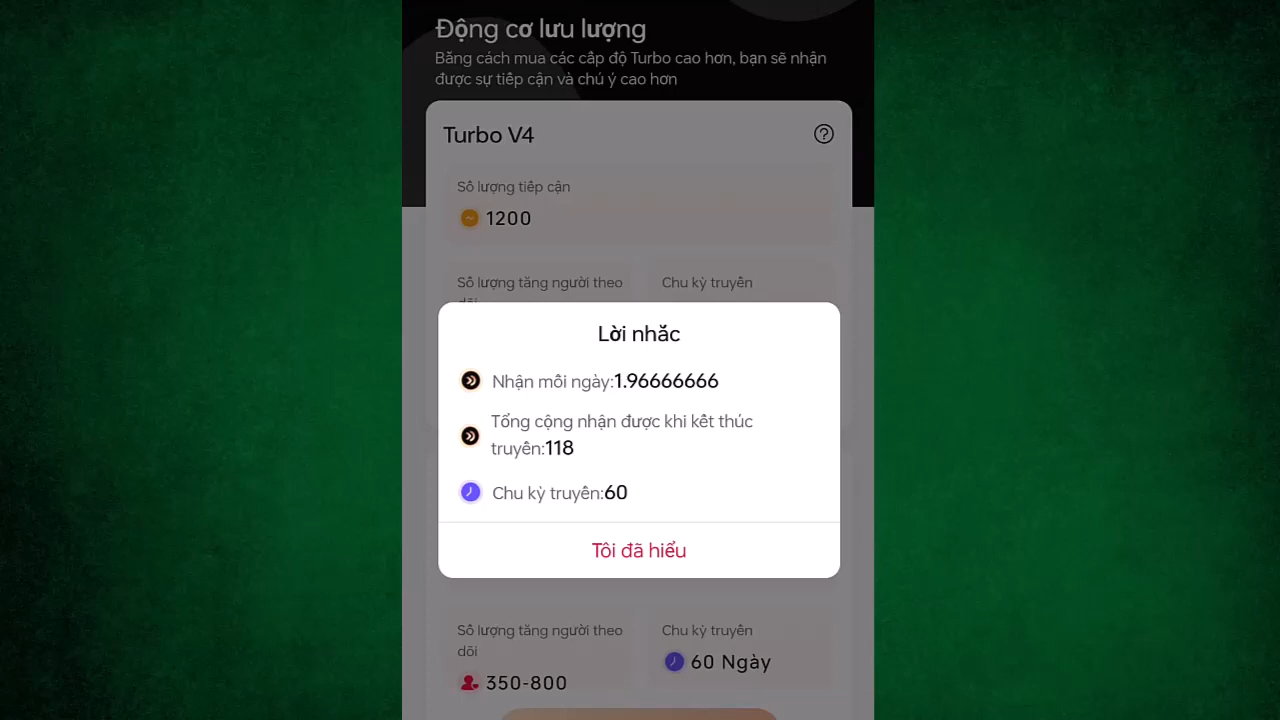 Động cơ lưu lượng
Bằng cách mua các cấp độ Turbo cao hơn, bạn sẽ nhận
được sự tiếp cận và chú ý cao hơn
Turbo V4
Số lượng tiếp cận
1200
Số lượng tăng người theo
dõi
Chu kỳ truyền
Lời nhắc
Nhận mỗi ngày:1.96666666
Tổng cộng nhận được khi kết thúc
truyền:118
Chu kỳ truyền:60
Tôi đã hiểu
Số lượng tăng người theo
dõi
350-800
Chu kỳ truyền
60 Ngày